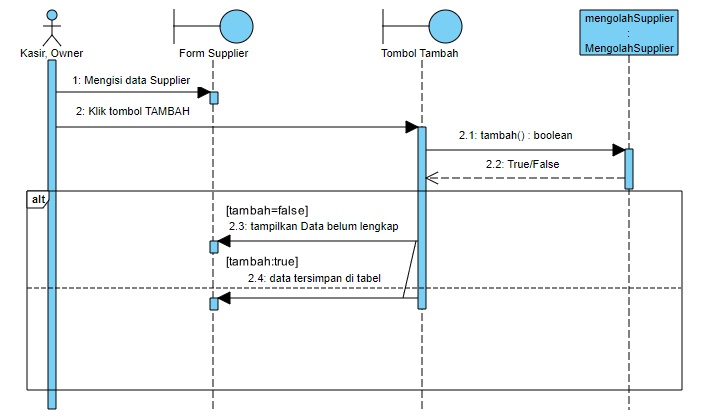 Kasir, Owner
Form Supplier
Tombol Tambah
mengolahSupplier
:
MengolahSupplier
1: Mengisi data Supplier
2: Klik tombol TAMBAH
2.1: tambah() : boolean
2.2: True/False
alt
[tambah=false]
2.3: tampilkan Data belum lengkap
[tambah:true]
2.4: data tersimpan di tabel